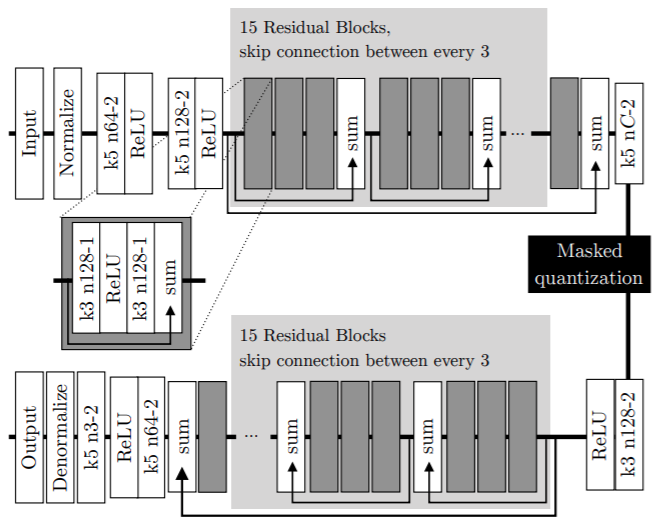 15 Residual Blocks,
skip connection between every 3
Input
Normalize
k5 n64-2
ReLU
k5 n128-2
ReLU
sum
sum
...
sum
k5 nC-2
k3 n128-1
ReLU
k3 n128-1
sum
Masked
quantization
15 Residual Blocks
skip connection between every 3
Output
Denormalize
k5 n3-2
ReLU
k5 n64-2
sum
...
sum
sum
ReLU
k3 n128-2